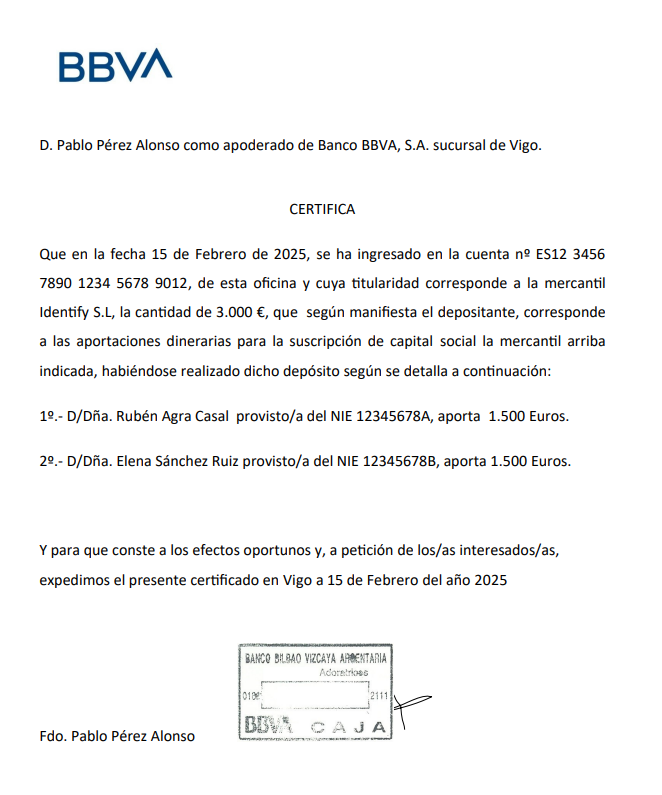 BBVA
D. Pablo Pérez Alonso como apoderado de Banco BBVA, S.A. sucursal de Vigo.
CERTIFICA
Que en la fecha 15 de Febrero de 2025, se ha ingresado en la cuenta nº ES12 3456
7890 1234 5678 9012, de esta oficina y cuya titularidad corresponde a la mercantil
Identify S.L, la cantidad de 3.000 €, que según manifiesta el depositante, corresponde
a las aportaciones dinerarias para la suscripción de capital social la mercantil arriba
indicada, habiéndose realizado dicho depósito según se detalla a continuación:
1º.- D/Dña. Rubén Agra Casal provisto/a del NIE 12345678A, aporta 1.500 Euros.
2º.- D/Dña. Elena Sánchez Ruiz provisto/a del NIE 12345678B, aporta 1.500 Euros.
Y para que conste a los efectos oportunos y, a petición de los/as interesados/as,
expedimos el presente certificado en Vigo a 15 de Febrero del año 2025
BANCO BILBAO VIZCAYA ARGENTARIA
Adoratrices
2111
BBVA CAJA
Fdo. Pablo Pérez Alonso